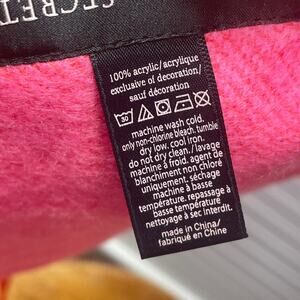 SECRET
100% acrylic/acrylique
exclusive of decoration/
sauf décoration
machine wash cold.
only non-chlorine bleach. tumble
dry low. cool iron.
do not dry clean./lavage
machine à froid. agent de
blanchiment non chloré
uniquement. séchage
machine à basse
température. repassage à
basse température
nettoyage à sec interdit.
made in China/
fabriqué en Chine